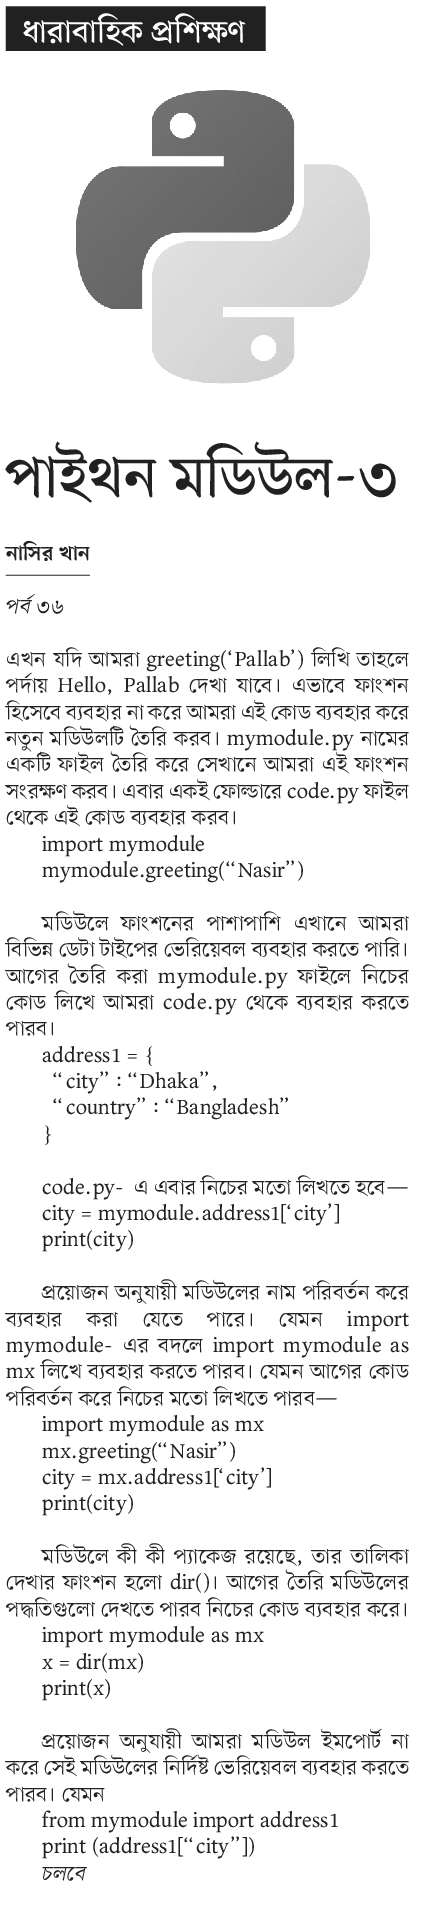 ধারাবাহিক প্রশিক্ষণ
পাইথন মডিউল-৩
নাসির খান
পর্ব ৩৬
এখন যদি আমরা greeting(‘Pallab’) লিখি তাহলে
পর্দায় Hello, Pallab দেখা যাবে। এভাবে ফাংশন
হিসেবে ব্যবহার না করে আমরা এই কোড ব্যবহার করে
নতুন মডিউলটি তৈরি করব। mymodule.py নামের
একটি ফাইল তৈরি করে সেখানে আমরা এই ফাংশন
সংরক্ষণ করব। এবার একই ফোল্ডারে code.py ফাইল
থেকে এই কোড ব্যবহার করব।
import mymodule
mymodule.greeting(“Nasir”)
মডিউলে ফাংশনের পাশাপাশি এখানে আমরা
বিভিন্ন ডেটা টাইপের ভেরিয়েবল ব্যবহার করতে পারি।
আগের তৈরি করা mymodule.py ফাইলে নিচের
কোড লিখে আমরা code.py থেকে ব্যবহার করতে
পারব।
address1 = {
“city” : “Dhaka”,
“country” : “Bangladesh”
}
code.py- এ এবার নিচের মতো লিখতে হবে—
city = mymodule.address1[‘city’]
print(city)
প্রয়োজন অনুযায়ী মডিউলের নাম পরিবর্তন করে
ব্যবহার করা যেতে পারে। যেমন import
mymodule- এর বদলে import mymodule as
mx লিখে ব্যবহার করতে পারব। যেমন আগের কোড
পরিবর্তন করে নিচের মতো লিখতে পারব—
import mymodule as mx
mx.greeting(“Nasir”)
city = mx.address1[‘city’]
print(city)
মডিউলে কী কী প্যাকেজ রয়েছে, তার তালিকা
দেখার ফাংশন হলো dir()। আগের তৈরি মডিউলের
পদ্ধতিগুলো দেখতে পারব নিচের কোড ব্যবহার করে।
import mymodule as mx
x = dir(mx)
print(x)
প্রয়োজন অনুযায়ী আমরা মডিউল ইমপোর্ট না
করে সেই মডিউলের নির্দিষ্ট ভেরিয়েবল ব্যবহার করতে
পারব। যেমন
from mymodule import address1
print (address1[“city”])
চলবে